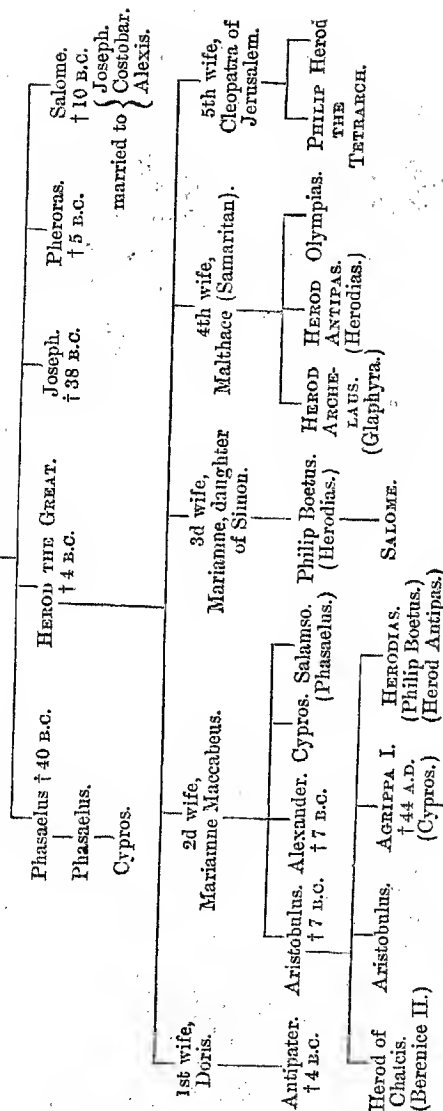 Phasaelus † 40 B.C.
Phasaelus.
Cypros.
HEROD THE GREAT.
† 4 B.C.
Joseph.
† 38 B.C.
Pheroras.
† 5 B.C.
Salome.
† 10 B.C.
married to { Joseph.
Costobar.
Alexis.
1st wife,
Doris.
2d wife,
Mariamne Maccabeus.
3d wife,
Mariamne, daughter
of Simon.
4th wife,
Malthace (Samaritan).
5th wife,
Cleopatra of
Jerusalem.
Antipater.
† 4 B.C.
Aristobulus.
† 7 B.C.
Alexander.
† 7 B.C.
Cypros.
Salamso.
(Phasaelus.)
Philip Boetus.
(Herodias.)
SALOME.
HEROD
ARCHE-
LAUS.
(Glaphyra.)
HEROD
ANTIPAS.
(Herodias.)
Olympias.
PHILIP
THE
TETRARCH.
Herod
Herod of
Chalcis.
(Berenice II.)
Aristobulus.
AGRIPPA I.
† 44 A.D.
(Cypros.)
HERODIAS.
(Philip Boetus.)
(Herod Antipas.)